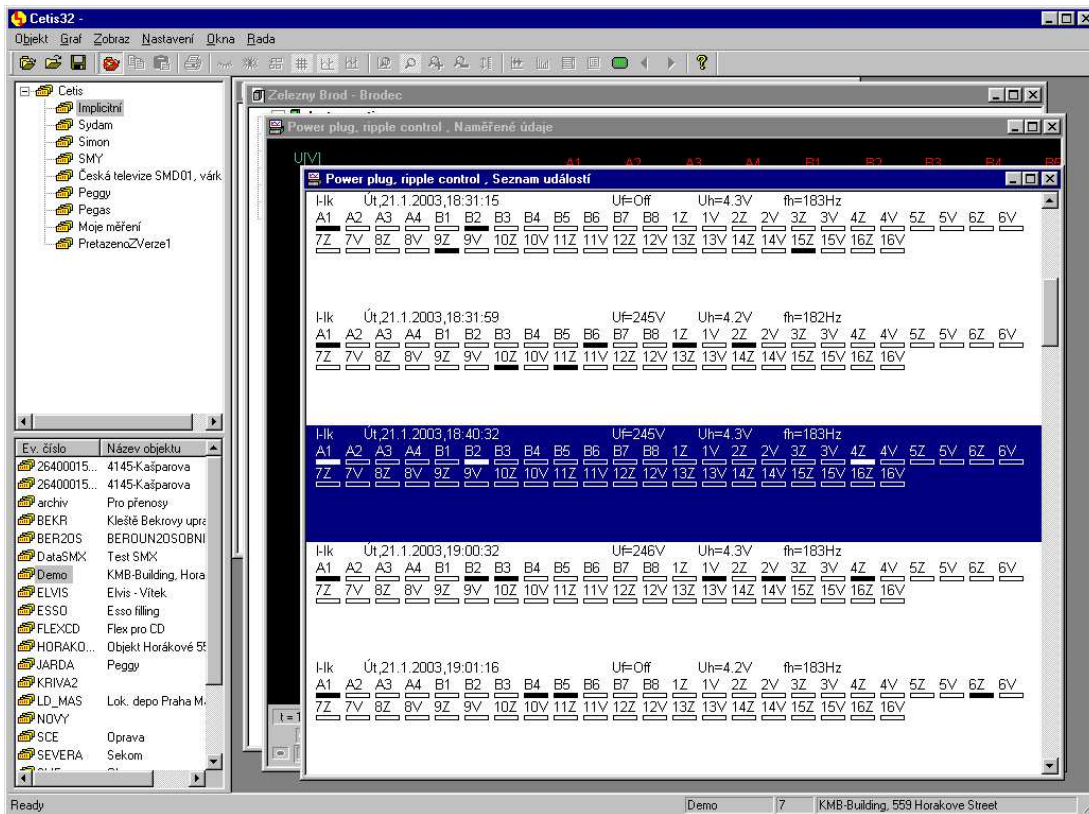 Cetis32 -
Objekt Graf Zobraz Nastavení Okna Rada
Cetis
Implicitní
Sydam
Simon
SMY
Česká televize SMD01, várk
Peggy
Pegas
Moje měření
PretazenoZVerze1
Ev. číslo Název objektu
26400015... 4145-Kašparova
26400015... 4145-Kašparova
archiv Pro přenosy
BEKR Kleště Bekrovy upra
BER20S BEROUN20SOBNI
DataSMX Test SMX
Demo KMB-Building, Hora
ELVIS Elvis - Vítek
ESSO Esso filling
FLEXCD Flex pro CD
HORAKO... Objekt Horákové 55
JARDA Peggy
KRIVA2
LD_MAS Lok. depo Praha M
NOVY
SCE Oprava
SEVERA Sekom
Zelezny Brod - Brodec
Power plug, ripple control , Naměřené údaje
U[V] A1 A2 A3 A4 B1 B2 B3 B4 B5
Power plug, ripple control , Seznam událostí
I-Ik Út,21.1.2003,18:31:15 Uf=Off Uh=4.3V fh=183Hz
A1 A2 A3 A4 B1 B2 B3 B4 B5 B6 B7 B8 1Z 1V 2Z 2V 3Z 3V 4Z 4V 5Z 5V 6Z 6V
7Z 7V 8Z 8V 9Z 9V 10Z 10V 11Z 11V 12Z 12V 13Z 13V 14Z 14V 15Z 15V 16Z 16V
I-Ik Út,21.1.2003,18:31:59 Uf=245V Uh=4.2V fh=182Hz
A1 A2 A3 A4 B1 B2 B3 B4 B5 B6 B7 B8 1Z 1V 2Z 2V 3Z 3V 4Z 4V 5Z 5V 6Z 6V
7Z 7V 8Z 8V 9Z 9V 10Z 10V 11Z 11V 12Z 12V 13Z 13V 14Z 14V 15Z 15V 16Z 16V
I-Ik Út,21.1.2003,18:40:32 Uf=245V Uh=4.3V fh=183Hz
A1 A2 A3 A4 B1 B2 B3 B4 B5 B6 B7 B8 1Z 1V 2Z 2V 3Z 3V 4Z 4V 5Z 5V 6Z 6V
7Z 7V 8Z 8V 9Z 9V 10Z 10V 11Z 11V 12Z 12V 13Z 13V 14Z 14V 15Z 15V 16Z 16V
I-Ik Út,21.1.2003,19:00:32 Uf=246V Uh=4.3V fh=183Hz
A1 A2 A3 A4 B1 B2 B3 B4 B5 B6 B7 B8 1Z 1V 2Z 2V 3Z 3V 4Z 4V 5Z 5V 6Z 6V
7Z 7V 8Z 8V 9Z 9V 10Z 10V 11Z 11V 12Z 12V 13Z 13V 14Z 14V 15Z 15V 16Z 16V
I-Ik Út,21.1.2003,19:01:16 Uf=Off Uh=4.2V fh=183Hz
A1 A2 A3 A4 B1 B2 B3 B4 B5 B6 B7 B8 1Z 1V 2Z 2V 3Z 3V 4Z 4V 5Z 5V 6Z 6V
7Z 7V 8Z 8V 9Z 9V 10Z 10V 11Z 11V 12Z 12V 13Z 13V 14Z 14V 15Z 15V 16Z 16V
Ready Demo 7 KMB-Building, 559 Horakove Street